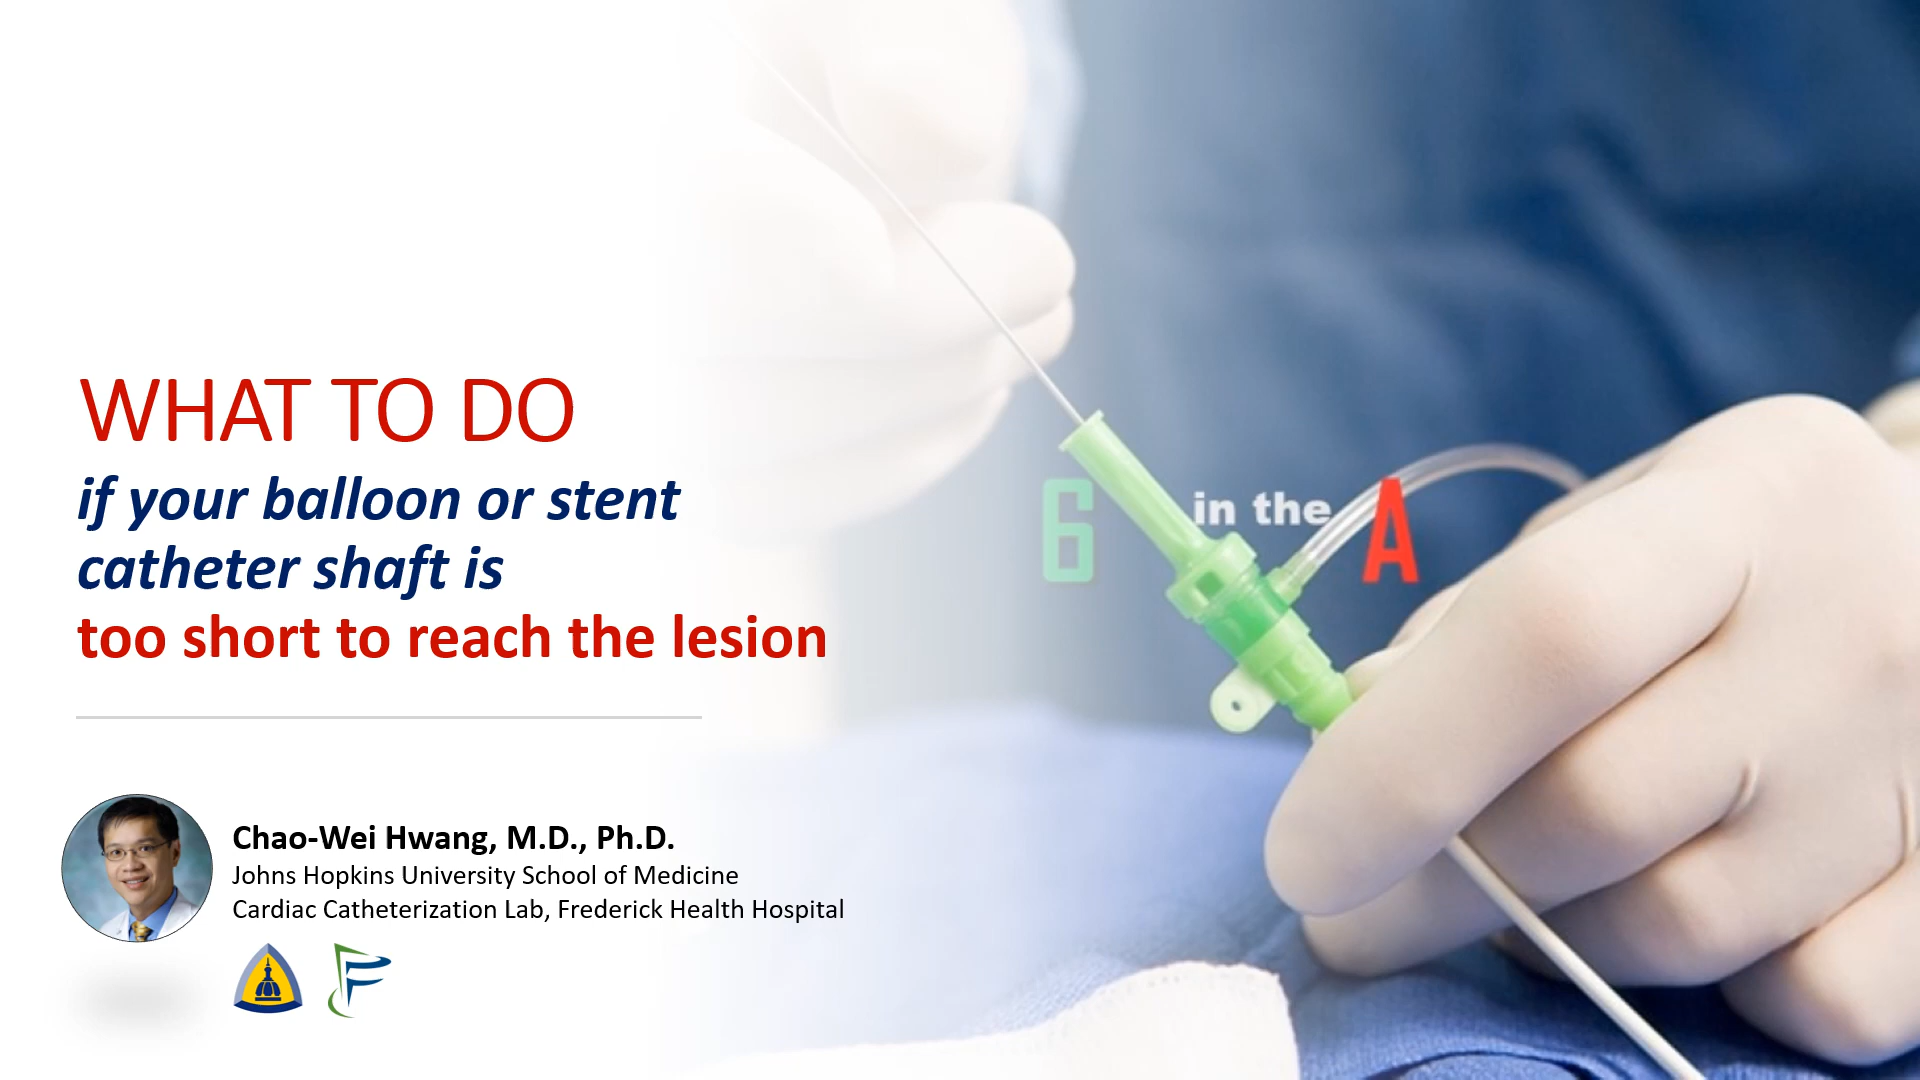 WHAT TO DO
if your balloon or stent
catheter shaft is
too short to reach the lesion
6 in the A
Chao-Wei Hwang, M.D., Ph.D.
Johns Hopkins University School of Medicine
Cardiac Catheterization Lab, Frederick Health Hospital